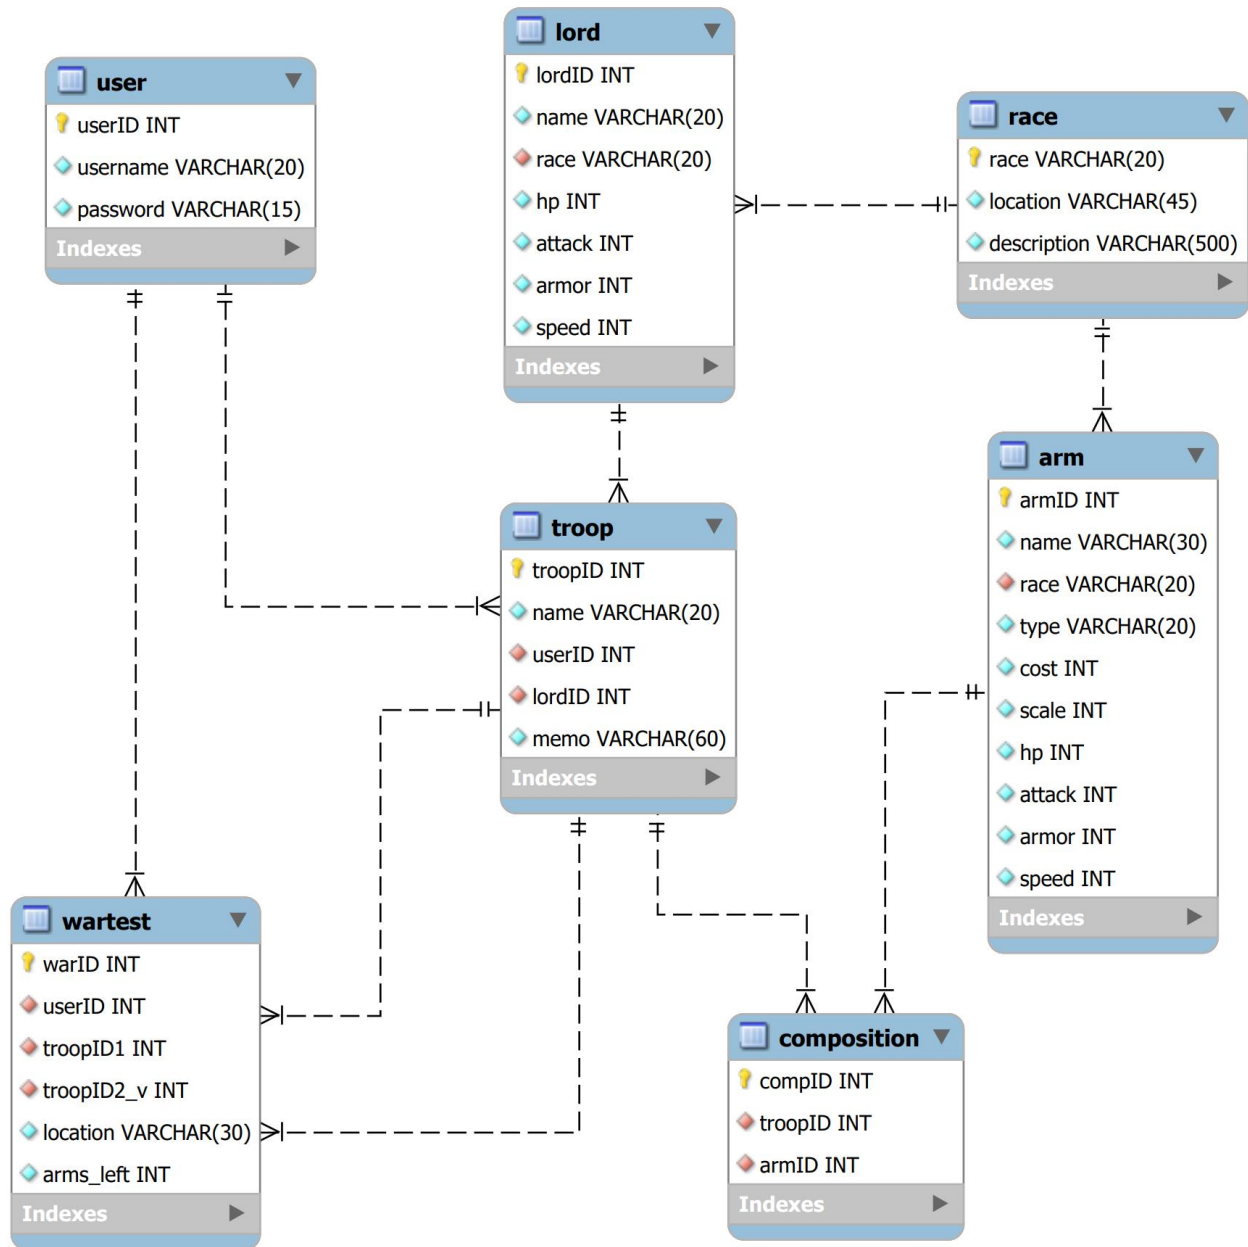 user
userID INT
username VARCHAR(20)
password VARCHAR(15)
Indexes
lord
lordID INT
name VARCHAR(20)
race VARCHAR(20)
hp INT
attack INT
armor INT
speed INT
Indexes
race
race VARCHAR(20)
location VARCHAR(45)
description VARCHAR(500)
Indexes
troop
troopID INT
name VARCHAR(20)
userID INT
lordID INT
memo VARCHAR(60)
Indexes
arm
armID INT
name VARCHAR(30)
race VARCHAR(20)
type VARCHAR(20)
cost INT
scale INT
hp INT
attack INT
armor INT
speed INT
Indexes
wartest
warID INT
userID INT
troopID1 INT
troopID2_v INT
location VARCHAR(30)
arms_left INT
Indexes
composition
compID INT
troopID INT
armID INT
Indexes